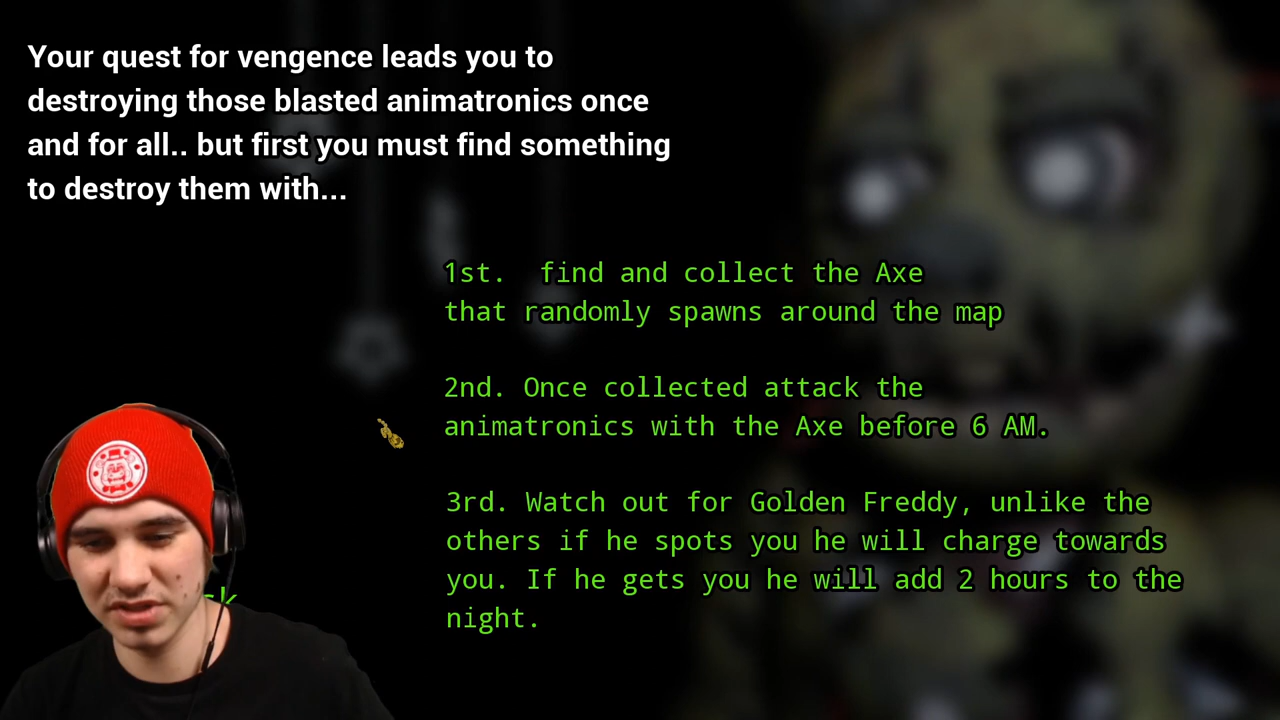 Your quest for vengence leads you to
destroying those blasted animatronics once
and for all.. but first you must find something
to destroy them with...
1st.  find and collect the Axe
that randomly spawns around the map
2nd. Once collected attack the
animatronics with the Axe before 6 AM.
3rd. Watch out for Golden Freddy, unlike the
others if he spots you he will charge towards
you. If he gets you he will add 2 hours to the
night.